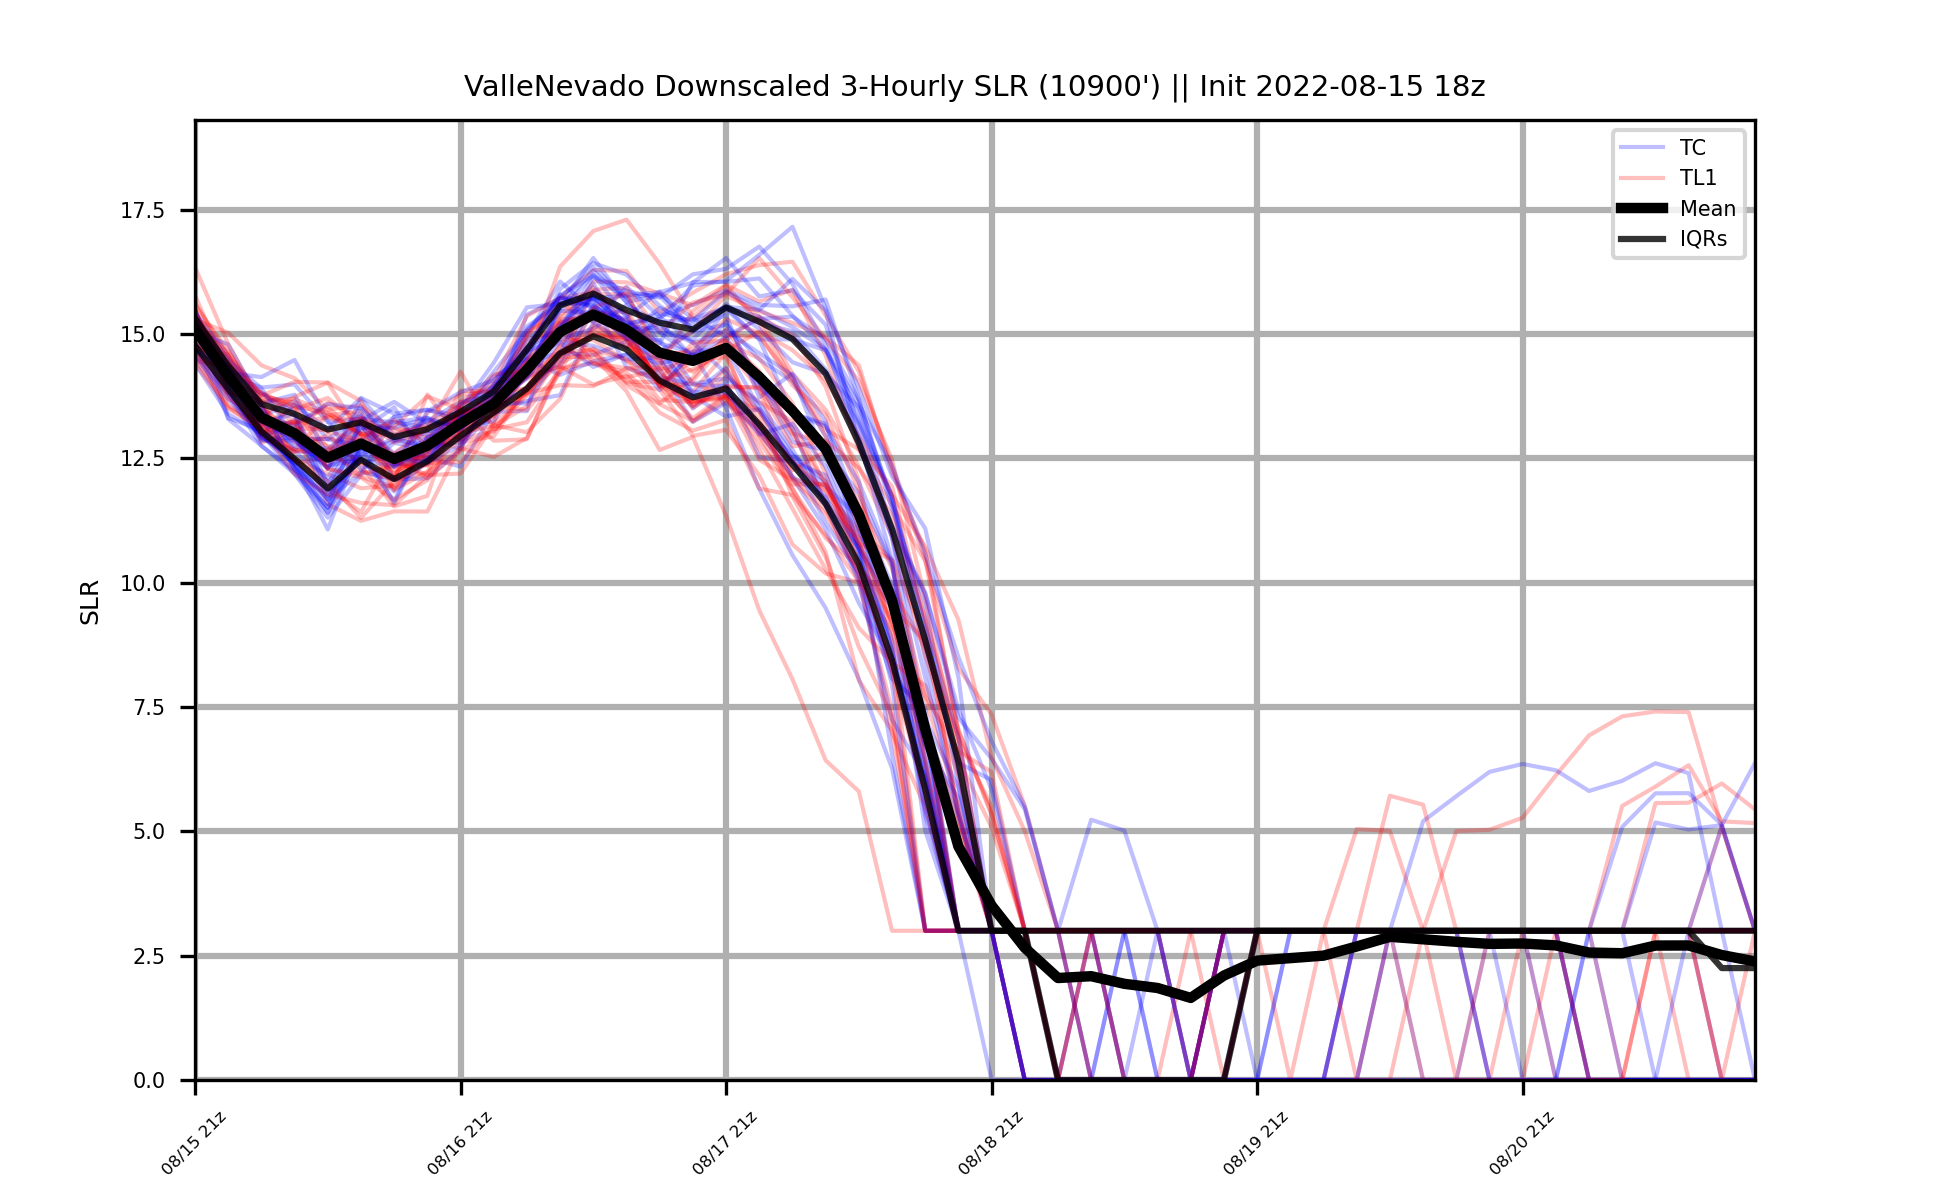 ValleNevado Downscaled 3-Hourly SLR (10900') || Init 2022-08-15 18z
TC
TL1
Mean
IQRs
SLR
17.5
15.0
12.5
10.0
7.5
5.0
2.5
0.0
08/15 21z
08/16 21z
08/17 21z
08/18 21z
08/19 21z
08/20 21z